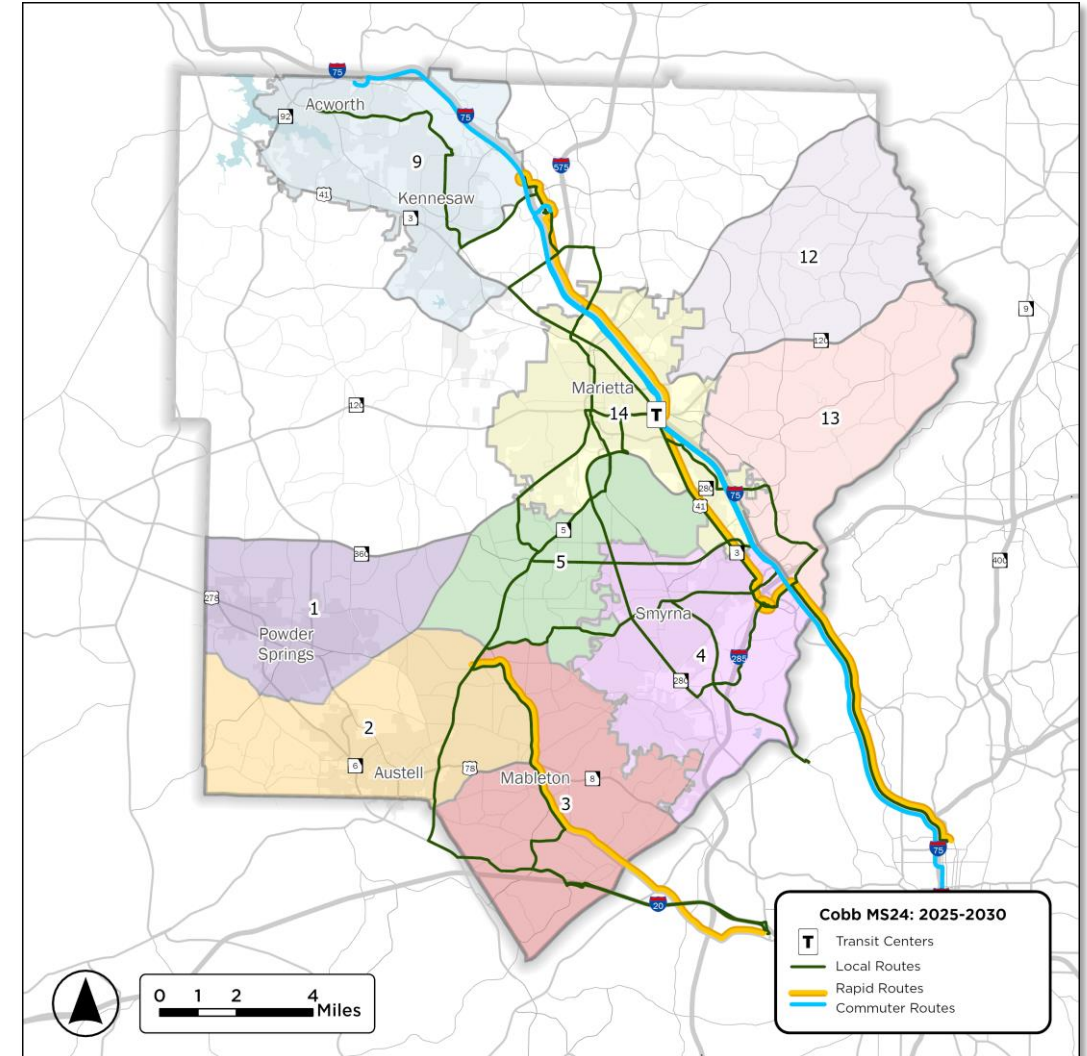 75
Acworth
92
75
9
575
41
Kennesaw
3
12
9
120
Marietta
120
14
T
13
280
75
41
5
3
360
5
400
278
1
Smyrna
Powder
Springs
4
285
280
2
6
Austell
78
Mableton
8
3
75
20
Cobb MS24: 2025-2030
T
Transit Centers
Local Routes
Rapid Routes
Commuter Routes
0 1 2 4
Miles